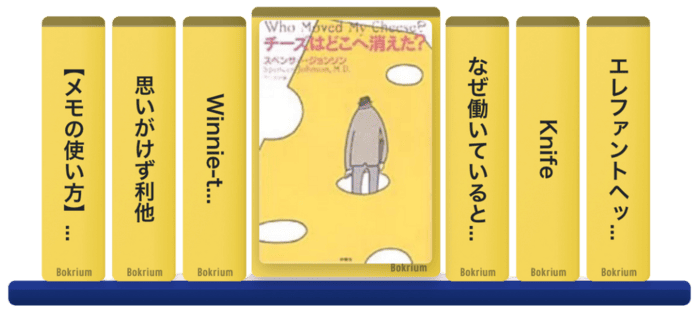 【メモの使い方】...
Bokrium
思いがけず利他
Bokrium
Winnie-t...
Bokrium
Who Moved My Cheese?
チーズはどこへ消えた?
スペンサー・ジョンソン
Spencer Johnson, M.D.
Bokrium
なぜ働いていると...
Bokrium
Knife
Bokrium
エレファントヘッ...
Bokrium